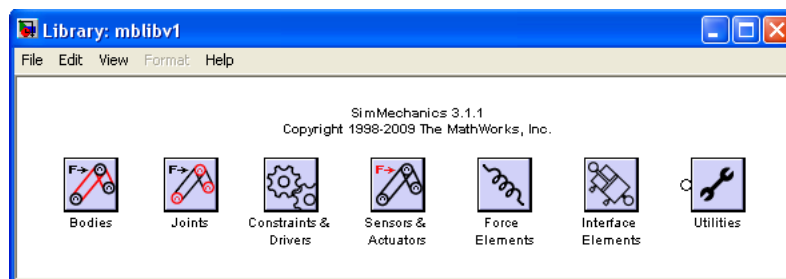 Library: mblibv1
File Edit View Format Help
SimMechanics 3.1.1
Copyright 1998-2009 The MathWorks, Inc.
F→ F→ F→
Bodies Joints Constraints & Sensors & Force Interface Utilities
Drivers Actuators Elements Elements